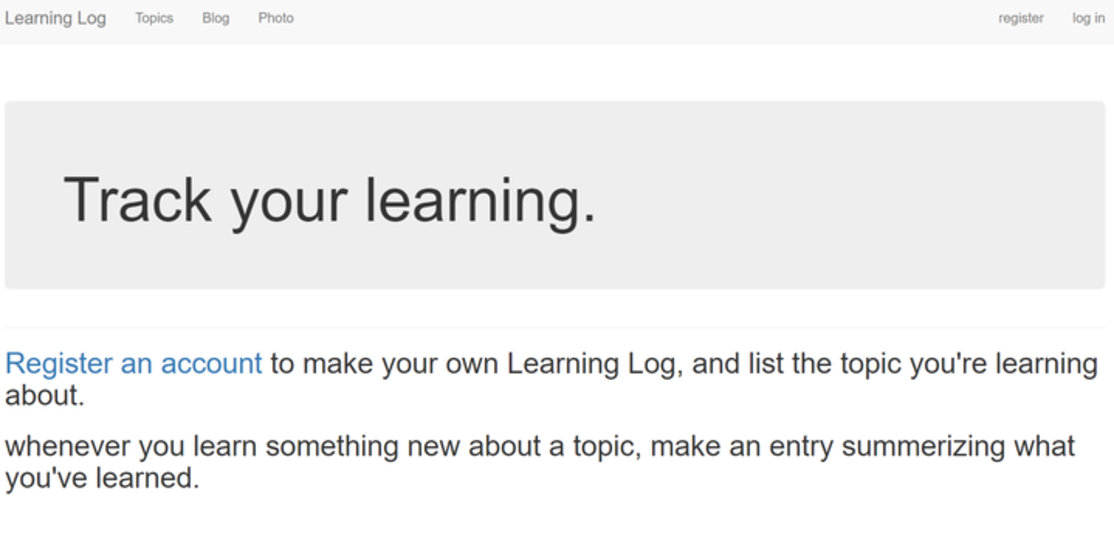 Learning Log Topics Blog Photo register log in
Track your learning.
Register an account to make your own Learning Log, and list the topic you're learning
about.
whenever you learn something new about a topic, make an entry summerizing what
you've learned.